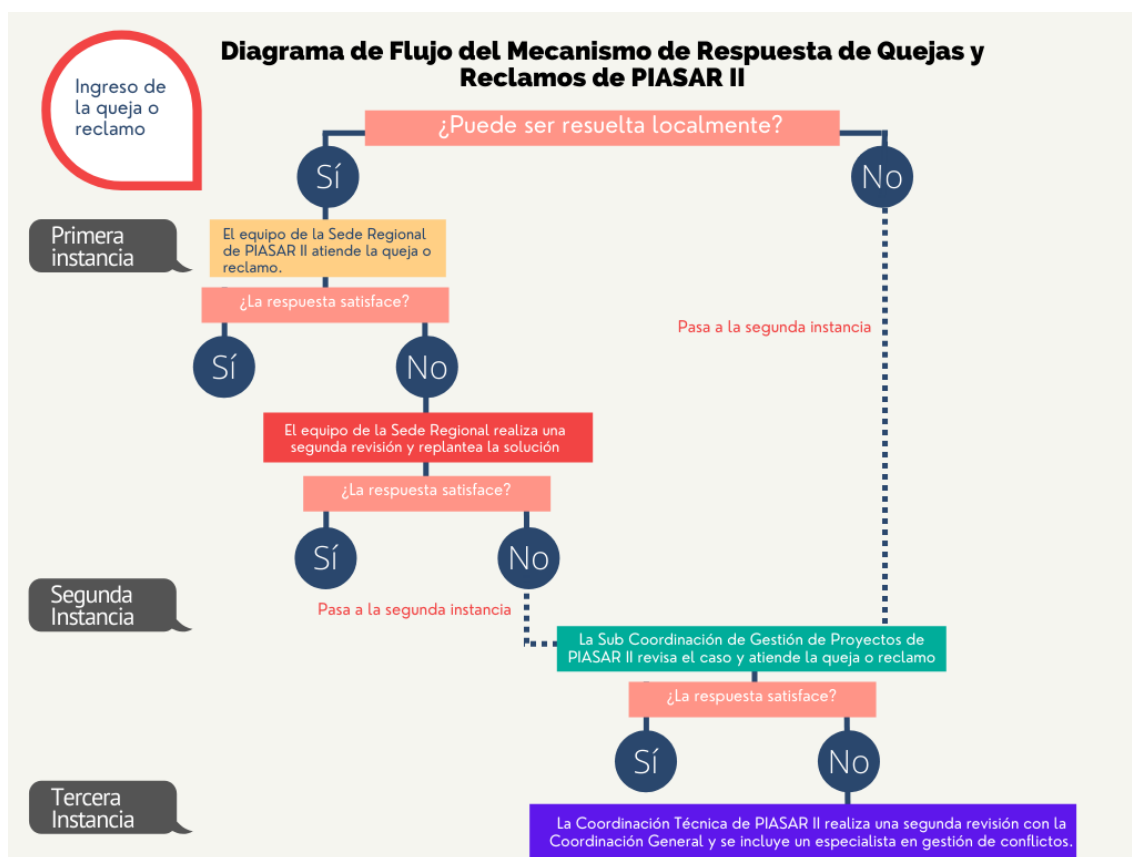 Diagrama de Flujo del Mecanismo de Respuesta de Quejas y
Reclamos de PIASAR II
Ingreso de
la queja o
reclamo
¿Puede ser resuelta localmente?
Sí
No
Primera
instancia
El equipo de la Sede Regional
de PIASAR II atiende la queja o
reclamo.
¿La respuesta satisface?
Pasa a la segunda instancia
Sí
No
El equipo de la Sede Regional realiza una
segunda revisión y replantea la solución
¿La respuesta satisface?
Sí
No
Segunda
Instancia
Pasa a la segunda instancia
La Sub Coordinación de Gestión de Proyectos de
PIASAR II revisa el caso y atiende la queja o reclamo
¿La respuesta satisface?
Sí
No
Tercera
Instancia
La Coordinación Técnica de PIASAR II realiza una segunda revisión con la
Coordinación General y se incluye un especialista en gestión de conflictos.